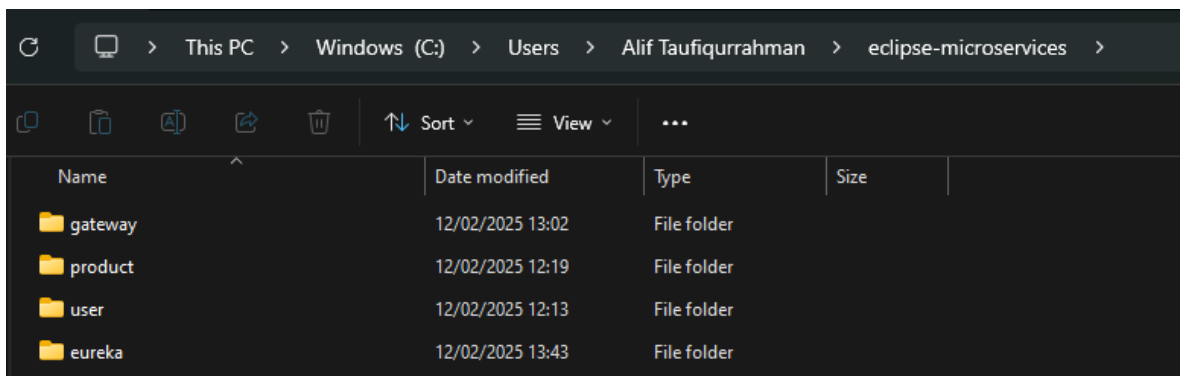 This PC > Windows (C:) > Users > Alif Taufiqurrahman > eclipse-microservices >
Sort View ...
Name Date modified Type Size
gateway 12/02/2025 13:02 File folder
product 12/02/2025 12:19 File folder
user 12/02/2025 12:13 File folder
eureka 12/02/2025 13:43 File folder